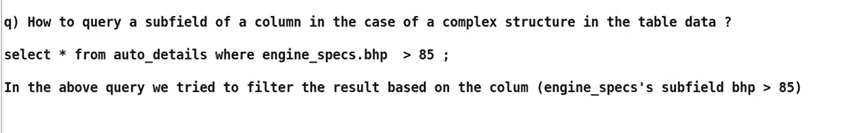 q) How to query a subfield of a column in the case of a complex structure in the table data ?
select * from auto_details where engine_specs.bhp  > 85 ;
In the above query we tried to filter the result based on the colum (engine_specs's subfield bhp > 85)